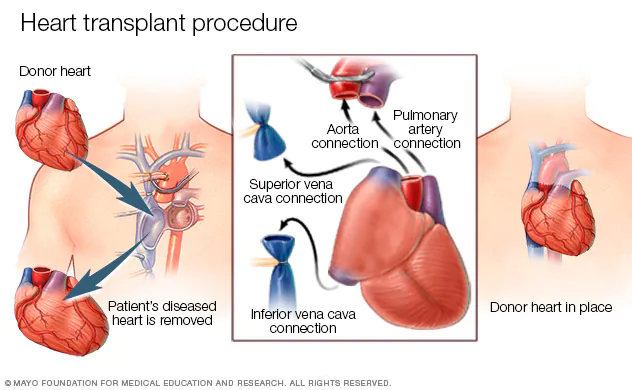 Heart transplant procedure
Donor heart
Patient's diseased
heart is removed
Aorta
connection
Pulmonary
artery
connection
Superior vena
cava connection
Inferior vena cava
connection
Donor heart in place
© MAYO FOUNDATION FOR MEDICAL EDUCATION AND RESEARCH. ALL RIGHTS RESERVED.